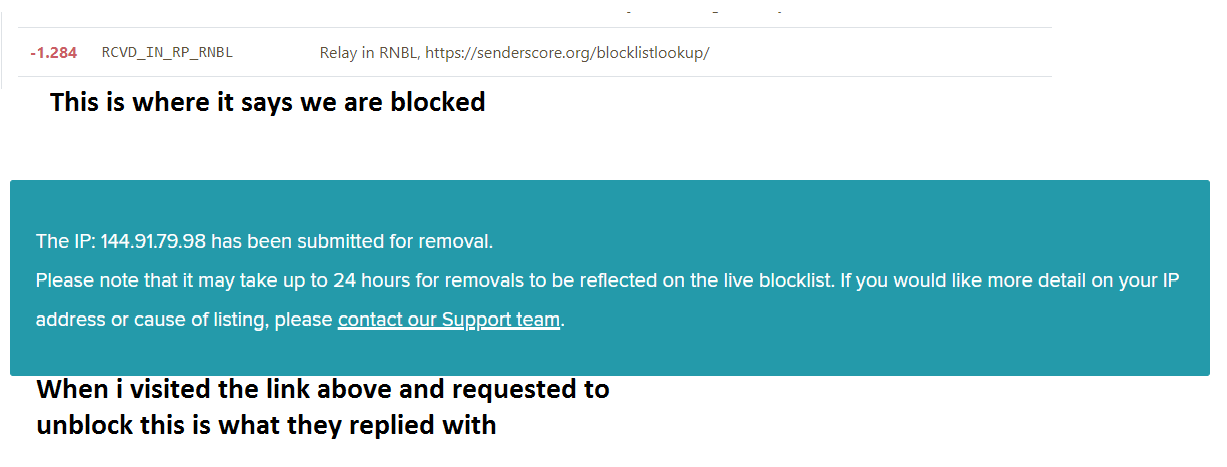 -1.284 RCVD_IN_RP_RNBL Relay in RNBL, https://senderscore.org/blocklistlookup/
This is where it says we are blocked
The IP: 144.91.79.98 has been submitted for removal.
Please note that it may take up to 24 hours for removals to be reflected on the live blocklist. If you would like more detail on your IP
address or cause of listing, please contact our Support team.
When i visited the link above and requested to
unblock this is what they replied with